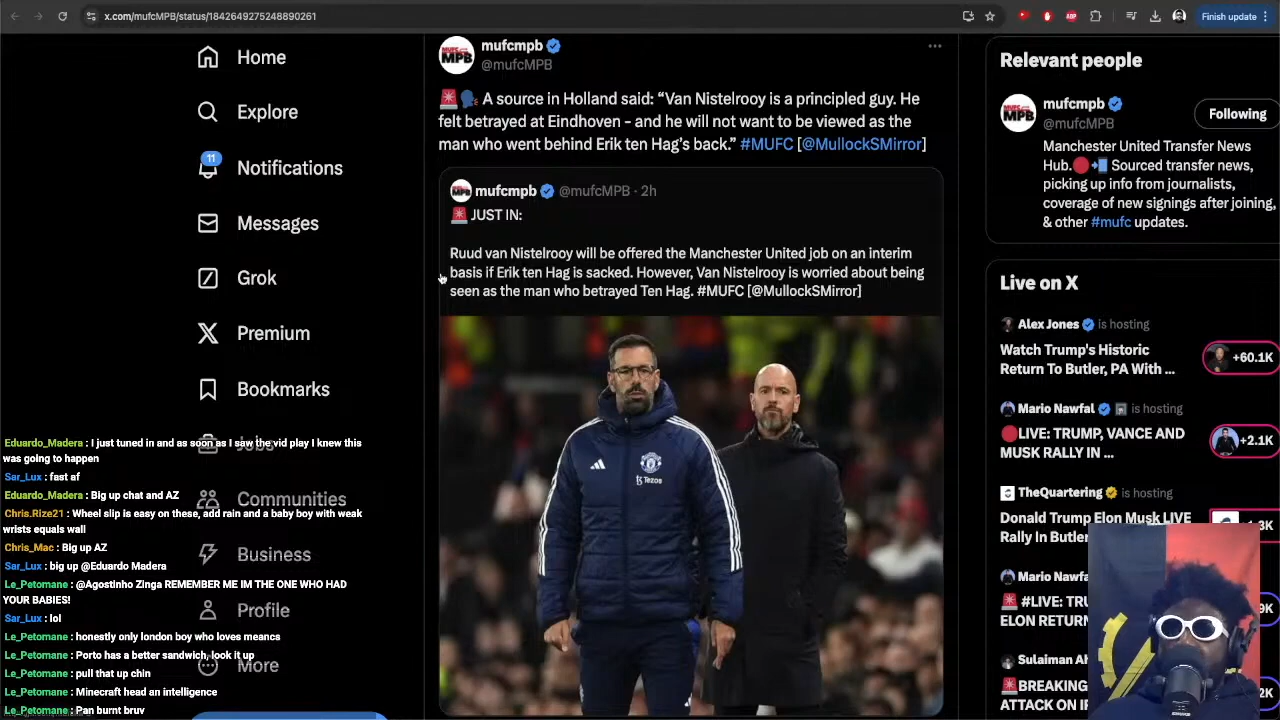 x.com/mufcMPB/status/1842649275248890261
Finish update
Home
Explore
11
Notifications
Messages
Grok
Premium
Bookmarks
Jobs
Communities
Business
Profile
More
mufcmpb
@mufcMPB
A source in Holland said: “Van Nistelrooy is a principled guy. He
felt betrayed at Eindhoven - and he will not want to be viewed as the
man who went behind Erik ten Hag’s back.” #MUFC [@MullockSMirror]
mufcmpb @mufcMPB · 2h
JUST IN:
Ruud van Nistelrooy will be offered the Manchester United job on an interim
basis if Erik ten Hag is sacked. However, Van Nistelrooy is worried about being
seen as the man who betrayed Ten Hag. #MUFC [@MullockSMirror]
Tezos
Relevant people
mufcmpb
@mufcMPB
Following
Manchester United Transfer News
Hub. Sourced transfer news,
picking up info from journalists,
coverage of new signings after joining,
& other #mufc updates.
Live on X
Alex Jones is hosting
Watch Trump's Historic
Return To Butler, PA With ...
+60.1K
Mario Nawfal is hosting
LIVE: TRUMP, VANCE AND
MUSK RALLY IN ...
+2.1K
TheQuartering is hosting
Donald Trump Elon Musk LIVE
Rally In Butler
Mario Nawfa
#LIVE: TRU
ELON RETURN
Sulaiman Ah
BREAKING
ATTACK ON IR
Eduardo_Madera : I just tuned in and as soon as I saw the vid play I knew this
was going to happen
Sar_Lux : fast af
Eduardo_Madera : Big up chat and AZ
Chris.Rize21 : Wheel slip is easy on these, add rain and a baby boy with weak
wrists equals wall
Chris_Mac : Big up AZ
Sar_Lux : big up @Eduardo Madera
Le_Petomane : @Agostinho Zinga REMEMBER ME IM THE ONE WHO HAD
YOUR BABIES!
Sar_Lux : lol
Le_Petomane : honestly only london boy who loves meancs
Le_Petomane : Porto has a better sandwich, look it up
Le_Petomane : pull that up chin
Le_Petomane : Minecraft head an intelligence
Le_Petomane : Pan burnt bruv